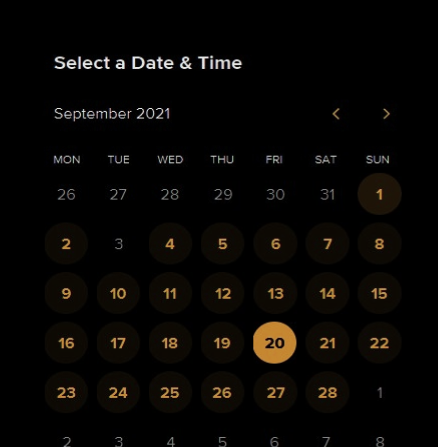 Select a Date & Time
September 2021
MON TUE WED THU FRI SAT SUN
26 27 28 29 30 31 1
2 3 4 5 6 7 8
9 10 11 12 13 14 15
16 17 18 19 20 21 22
23 24 25 26 27 28 1
2 3 4 5 6 7 8